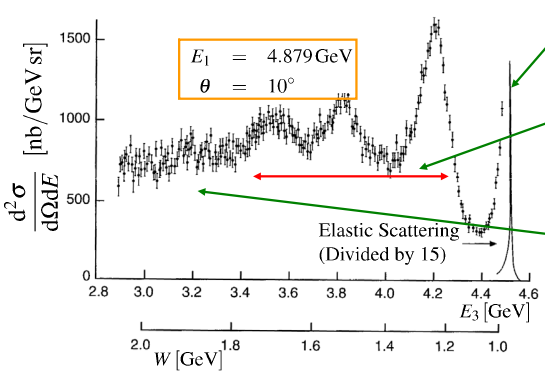 1500
1000
500
0
d²σ
dΩdE
[nb/GeV sr]
E₁ = 4.879 GeV
θ = 10°
Elastic Scattering
(Divided by 15)
2.8 3.0 3.2 3.4 3.6 3.8 4.0 4.2 4.4 4.6
E₃ [GeV]
2.0 1.8 1.6 1.4 1.2 1.0
W [GeV]